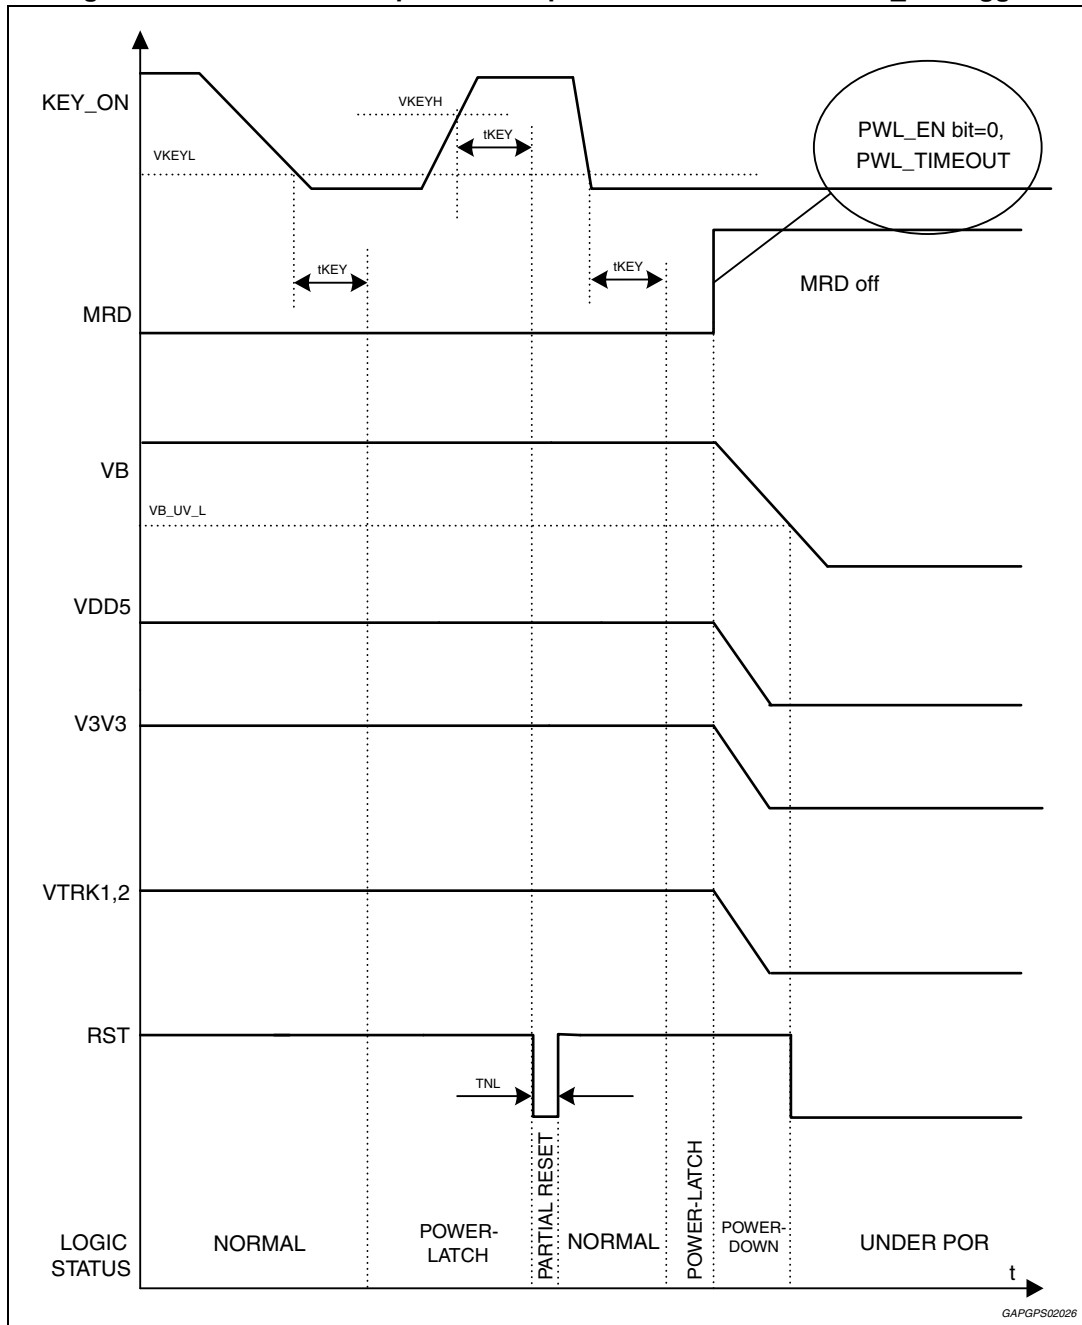 KEY_ON
VKEYH
tKEY
VKEYL
PWL_EN bit=0,
PWL_TIMEOUT
tKEY
tKEY
MRD off
MRD
VB
VB_UV_L
VDD5
V3V3
VTRK1,2
RST
TNL
LOGIC
STATUS
NORMAL
POWER-
LATCH
PARTIAL RESET
NORMAL
POWER-LATCH
POWER-
DOWN
UNDER POR
t
GAPGPS02026